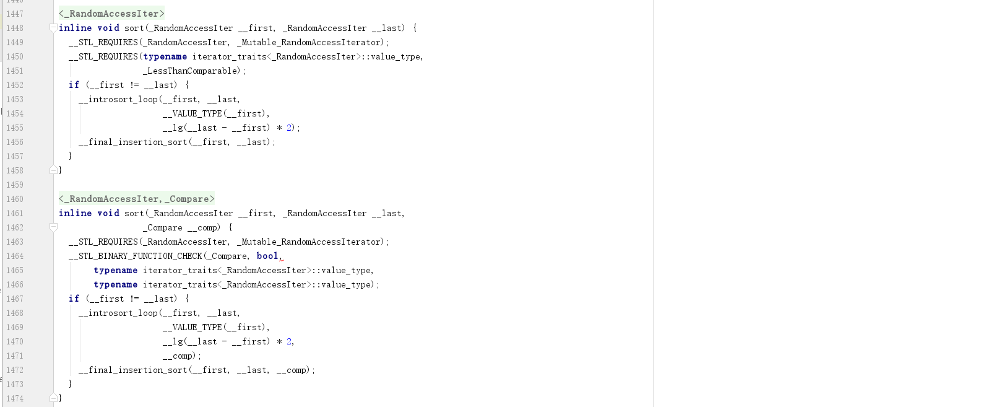 1447 <_RandomAccessIter>
1448 inline void sort(_RandomAccessIter __first, _RandomAccessIter __last) {
1449   __STL_REQUIRES(_RandomAccessIter, _Mutable_RandomAccessIterator);
1450   __STL_REQUIRES(typename iterator_traits<_RandomAccessIter>::value_type,
1451                  _LessThanComparable);
1452   if (__first != __last) {
1453     __introsort_loop(__first, __last,
1454                      __VALUE_TYPE(__first),
1455                      __lg(__last - __first) * 2);
1456     __final_insertion_sort(__first, __last);
1457   }
1458 }
1459
1460 <_RandomAccessIter,_Compare>
1461 inline void sort(_RandomAccessIter __first, _RandomAccessIter __last,
1462                  _Compare __comp) {
1463   __STL_REQUIRES(_RandomAccessIter, _Mutable_RandomAccessIterator);
1464   __STL_BINARY_FUNCTION_CHECK(_Compare, bool,
1465        typename iterator_traits<_RandomAccessIter>::value_type,
1466        typename iterator_traits<_RandomAccessIter>::value_type);
1467   if (__first != __last) {
1468     __introsort_loop(__first, __last,
1469                      __VALUE_TYPE(__first),
1470                      __lg(__last - __first) * 2,
1471                      __comp);
1472     __final_insertion_sort(__first, __last, __comp);
1473   }
1474 }